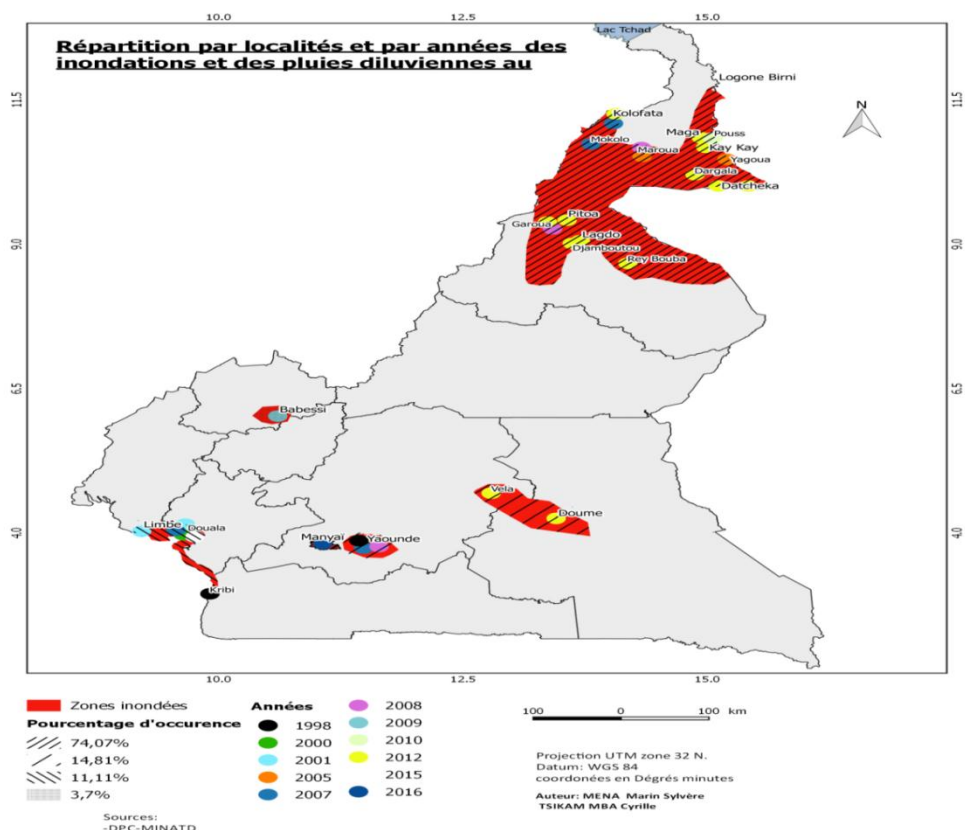 10.0 12.5 15.0
Répartition par localités et par années des
inondations et des pluies diluviennes au
Lac Tchad
Logone Birni
11.5 11.5
N
Kolofata
Maga Pouss
Mokolo Maroua Kay Kay
Yagoua
Dargala
Datcheka
Pitoa
Garoua
Lagdo
9.0 9.0
Djamboutou
Rey Bouba
6.5 6.5
Babessi
Vela
Doume
Limbe Douala
4.0 4.0
Manyaï Yaounde
Kribi
10.0 12.5 15.0
Zones inondées
Pourcentage d'occurence
74,07%
14,81%
11,11%
3,7%
Années
1998
2000
2001
2005
2007
2008
2009
2010
2012
2015
2016
100 0 100 km
Projection UTM zone 32 N.
Datum: WGS 84
coordonées en Dégrés minutes
Auteur: MENA Marin Sylvère
TSIKAM MBA Cyrille
Sources:
-DPC-MINATD